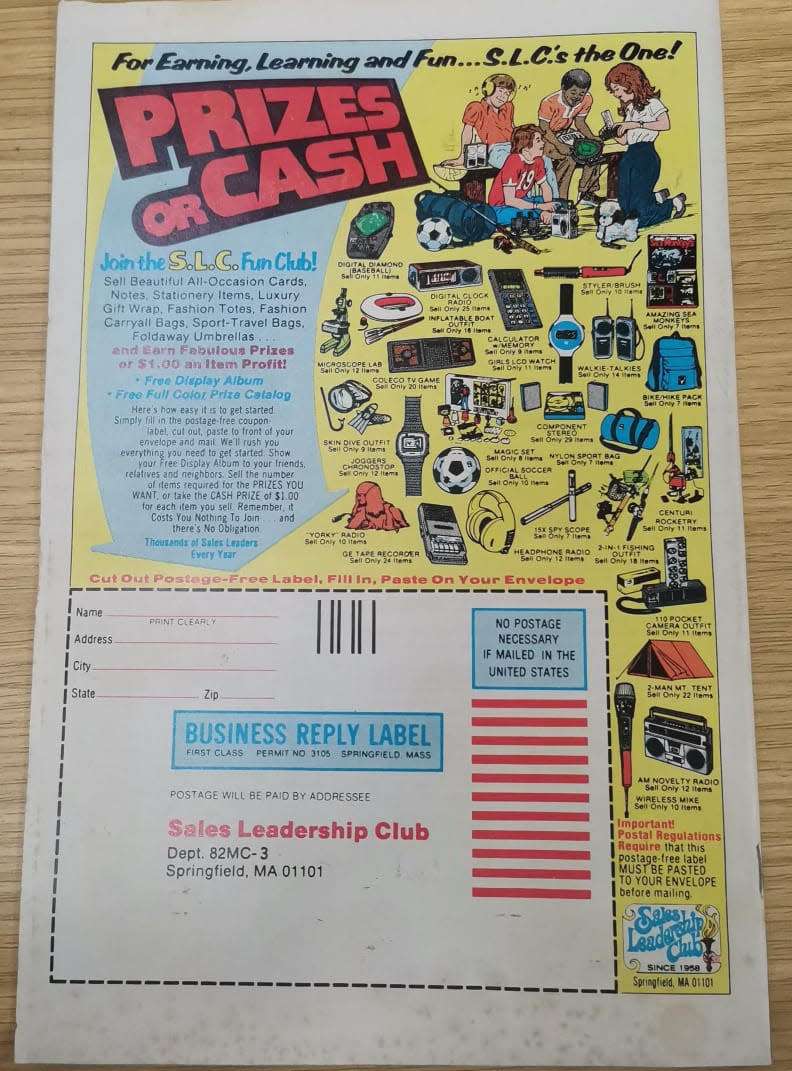 For Earning, Learning and Fun...S.L.C.'s the One!
PRIZES
OR CASH
Join the S.L.C. Fun Club!
Sell Beautiful All-Occasion Cards,
Notes, Stationery Items, Luxury
Gift Wrap, Fashion Totes, Fashion
Carryall Bags, Sport-Travel Bags,
Foldaway Umbrellas . . .
and Earn Fabulous Prizes
or $1.00 an Item Profit!
• Free Display Album
• Free Full Color Prize Catalog
Here's how easy it is to get started.
Simply fill in the postage-free coupon-
label, cut out, paste to front of your
envelope and mail. We'll rush you
everything you need to get started. Show
your Free Display Album to your friends,
relatives and neighbors. Sell the number
of items required for the PRIZES YOU
WANT, or take the CASH PRIZE of $1.00
for each item you sell. Remember, it
Costs You Nothing To Join . . . and
there's No Obligation.
Thousands of Sales Leaders
Every Year
19
DIGITAL DIAMOND
(BASEBALL)
Sell Only 11 Items
DIGITAL CLOCK
RADIO
Sell Only 25 Items
STYLER/BRUSH
Sell Only 10 Items
Sea Monkeys
AMAZING SEA
MONKEYS
Sell Only 7 Items
INFLATABLE BOAT
OUTFIT
Sell Only 18 Items
CALCULATOR
w/MEMORY
Sell Only 9 Items
MICROSCOPE LAB
Sell Only 12 Items
COLECO TV GAME
Sell Only 20 Items
GIRLS LCD WATCH
Sell Only 11 Items
WALKIE-TALKIES
Sell Only 14 Items
BIKE/HIKE PACK
Sell Only 7 Items
SKIN DIVE OUTFIT
Sell Only 9 Items
JOGGERS
CHRONOSTOP
Sell Only 12 Items
MAGIC SET
Sell Only 8 Items
COMPONENT
STEREO
Sell Only 29 Items
NYLON SPORT BAG
Sell Only 7 Items
OFFICIAL SOCCER
BALL
Sell Only 10 Items
CENTURI
ROCKETRY
Sell Only 11 Items
"YORKY" RADIO
Sell Only 10 Items
GE TAPE RECORDER
Sell Only 24 Items
15X SPY SCOPE
Sell Only 7 Items
HEADPHONE RADIO
Sell Only 12 Items
2-IN-1 FISHING
OUTFIT
Sell Only 18 Items
110 POCKET
CAMERA OUTFIT
Sell Only 11 Items
2-MAN MT. TENT
Sell Only 22 Items
AM NOVELTY RADIO
Sell Only 12 Items
WIRELESS MIKE
Sell Only 10 Items
Cut Out Postage-Free Label, Fill In, Paste On Your Envelope
Name
PRINT CLEARLY
Address
City
State Zip
NO POSTAGE
NECESSARY
IF MAILED IN THE
UNITED STATES
BUSINESS REPLY LABEL
FIRST CLASS PERMIT NO. 3105 SPRINGFIELD, MASS
POSTAGE WILL BE PAID BY ADDRESSEE
Sales Leadership Club
Dept. 82MC-3
Springfield, MA 01101
Important!
Postal Regulations
Require that this
postage-free label
MUST BE PASTED
TO YOUR ENVELOPE
before mailing.
Sales
Leadership
Club
SINCE 1958
Springfield, MA 01101